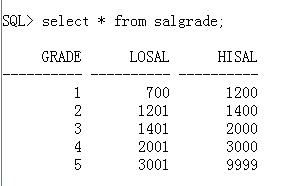 SQL> select * from salgrade;
GRADE LOSAL HISAL
---------- ---------- ----------
1 700 1200
2 1201 1400
3 1401 2000
4 2001 3000
5 3001 9999